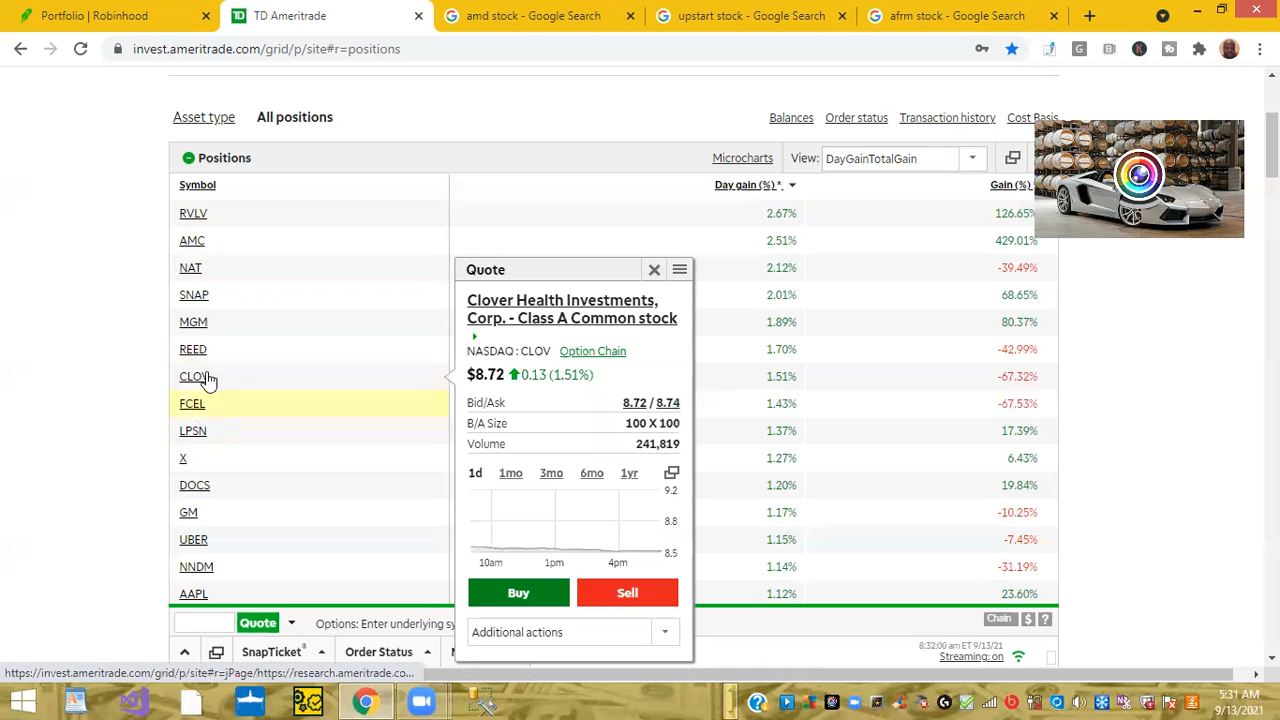 Portfolio | Robinhood
TD Ameritrade
amd stock - Google Search
upstart stock - Google Search
afrm stock - Google Search
invest.ameritrade.com/grid/p/site#r=positions
Asset type
All positions
Balances
Order status
Transaction history
Cost Basis
Positions
Microcharts
View:
DayGainTotalGain
Symbol
Day gain (%) *
Gain (%)
RVLV 2.67% 126.65%
AMC 2.51% 429.01%
NAT 2.12% -39.49%
SNAP 2.01% 68.65%
MGM 1.89% 80.37%
REED 1.70% -42.99%
CLOV 1.51% -67.32%
FCEL 1.43% -67.53%
LPSN 1.37% 17.39%
X 1.27% 6.43%
DOCS 1.20% 19.84%
GM 1.17% -10.25%
UBER 1.15% -7.45%
NNDM 1.14% -31.19%
AAPL 1.12% 23.60%
Quote
Clover Health Investments,
Corp. - Class A Common stock
NASDAQ : CLOV Option Chain
$8.72 0.13 (1.51%)
Bid/Ask 8.72 / 8.74
B/A Size 100 X 100
Volume 241,819
1d 1mo 3mo 6mo 1yr
9.2
8.8
8.5
10am 1pm 4pm
Buy Sell
Additional actions
Quote
Options: Enter underlying sy
Chain $ ?
SnapTicket®
Order Status
8:32:00 am ET 9/13/21
Streaming: on
https://invest.ameritrade.com/grid/p/site#r=jPage/https://research.ameritrade.co...
5:31 AM
9/13/2021